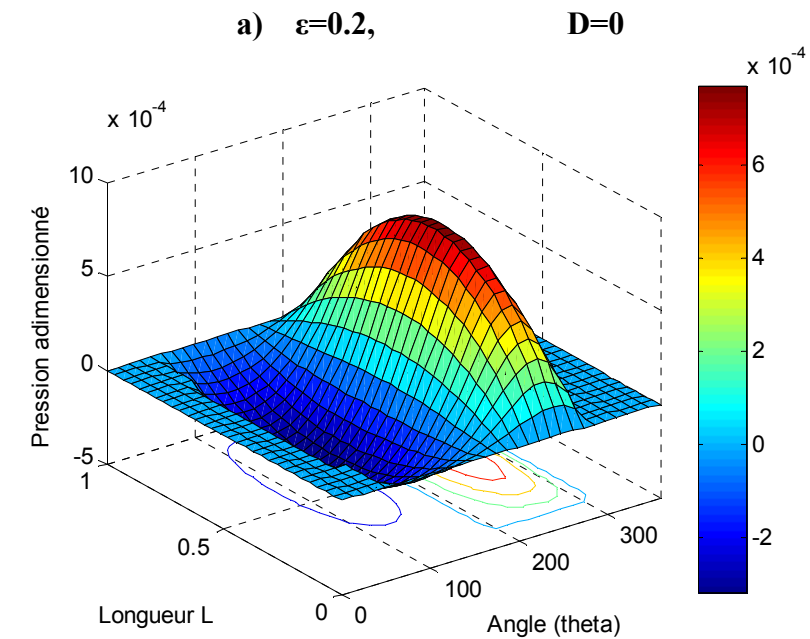 a) ε=0.2, D=0
x 10⁻⁴
x 10⁻⁴
10
5
0
-5
Pression adimensionné
1
0.5
0
Longueur L
0
100
200
300
Angle (theta)
6
4
2
0
-2